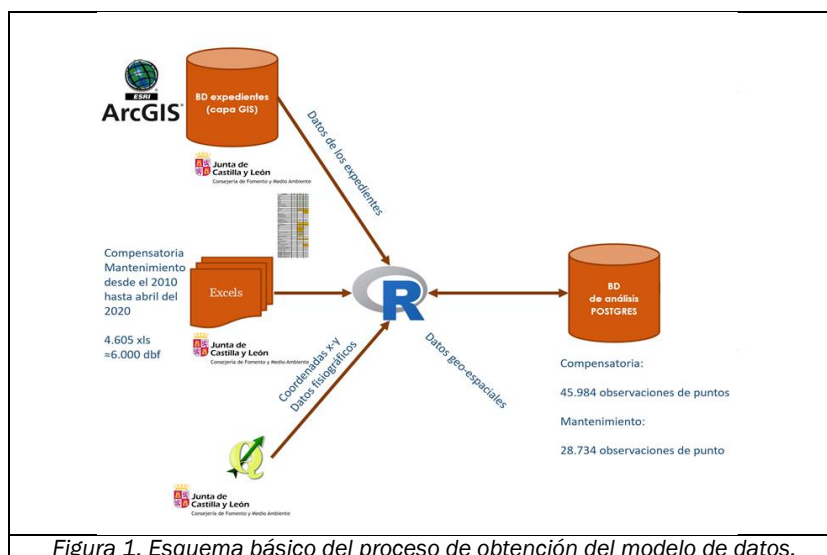 ESRI
ArcGIS
BD expedientes
(capa GIS)
Junta de
Castilla y León
Consejería de Fomento y Medio Ambiente
Datos de los expedientes
Compensatoria
Mantenimiento
desde el 2010
hasta abril del
2020
4.605 xls
≈6.000 dbf
Excels
Junta de
Castilla y León
Consejería de Fomento y Medio Ambiente
R
Coordenadas x-y
Datos fisiográficos
Datos geo-espaciales
BD
de análisis
POSTGRES
Compensatoria:
45.984 observaciones de puntos
Mantenimiento:
28.734 observaciones de punto
Junta de
Castilla y León
Consejería de Fomento y Medio Ambiente
Figura 1. Esquema básico del proceso de obtención del modelo de datos.